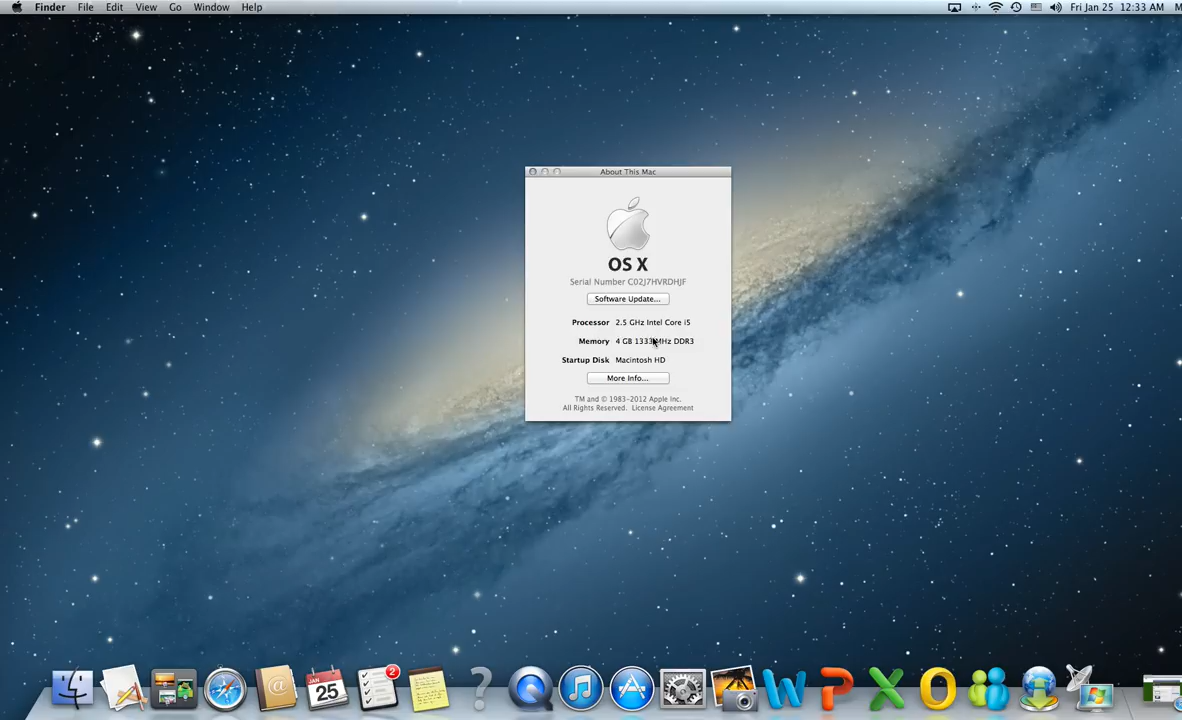 Finder File Edit View Go Window Help Fri Jan 25 12:33 AM
About This Mac
OS X
Serial Number C02J7HVRDHJF
Software Update...
Processor 2.5 GHz Intel Core i5
Memory 4 GB 1333 MHz DDR3
Startup Disk Macintosh HD
More Info...
TM and © 1983-2012 Apple Inc.
All Rights Reserved. License Agreement
JAN
25
2